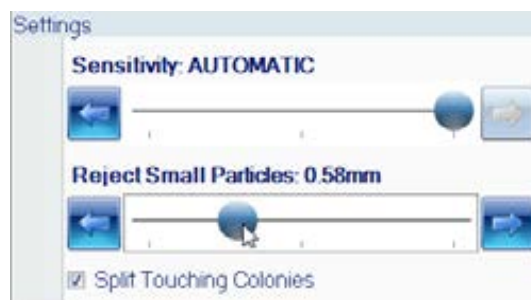 Settings
Sensitivity: AUTOMATIC
Reject Small Particles: 0.58mm
Split Touching Colonies